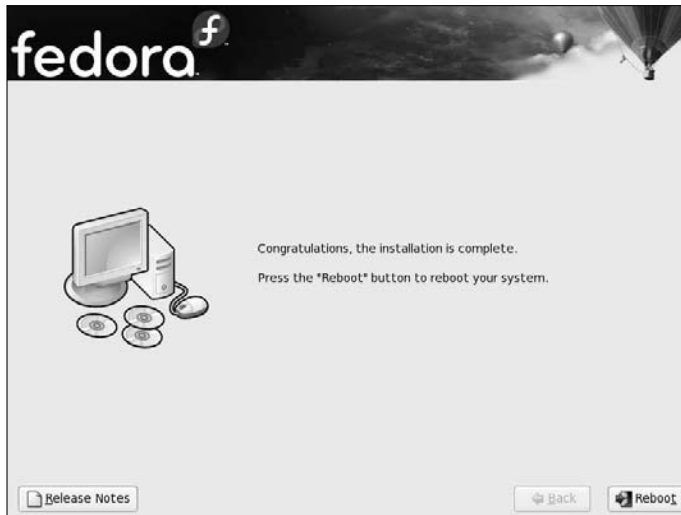 fedora
f
Congratulations, the installation is complete.
Press the "Reboot" button to reboot your system.
Release Notes
Back
Reboot